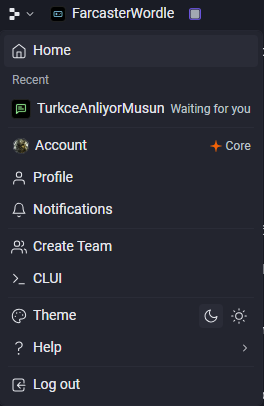 FarcasterWordle
Home
Recent
TurkceAnliyorMusun Waiting for you
Account Core
Profile
Notifications
Create Team
CLUI
Theme
Help
Log out